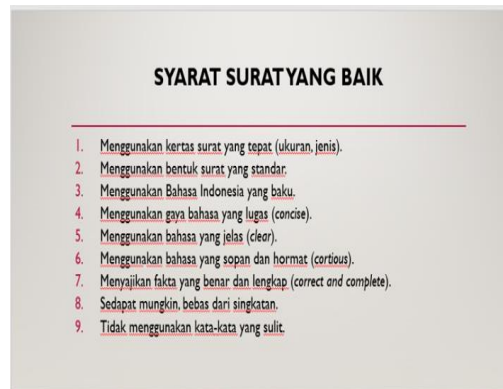 SYARAT SURAT YANG BAIK
1. Menggunakan kertas surat yang tepat (ukuran, jenis).
2. Menggunakan bentuk surat yang standar.
3. Menggunakan Bahasa Indonesia yang baku.
4. Menggunakan gaya bahasa yang lugas (concise).
5. Menggunakan bahasa yang jelas (clear).
6. Menggunakan bahasa yang sopan dan hormat (cortious).
7. Menyajikan fakta yang benar dan lengkap (correct and complete).
8. Sedapat mungkin, bebas dari singkatan.
9. Tidak menggunakan kata-kata yang sulit.